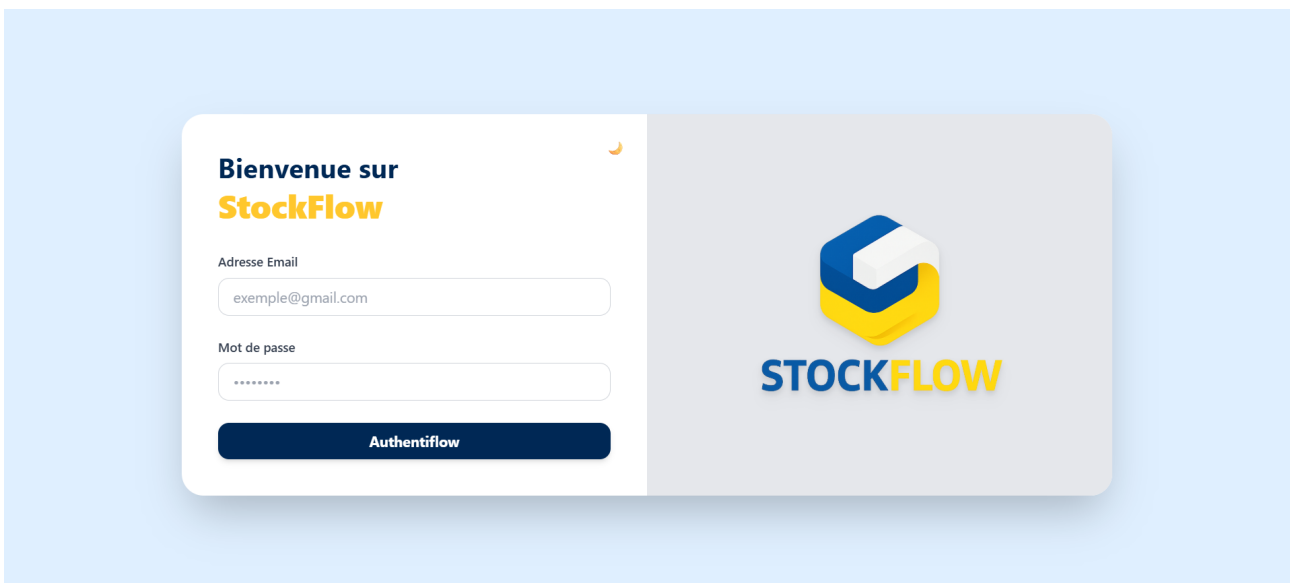 Bienvenue sur
StockFlow
Adresse Email
exemple@gmail.com
Mot de passe
••••••••
Authentiflow
STOCKFLOW